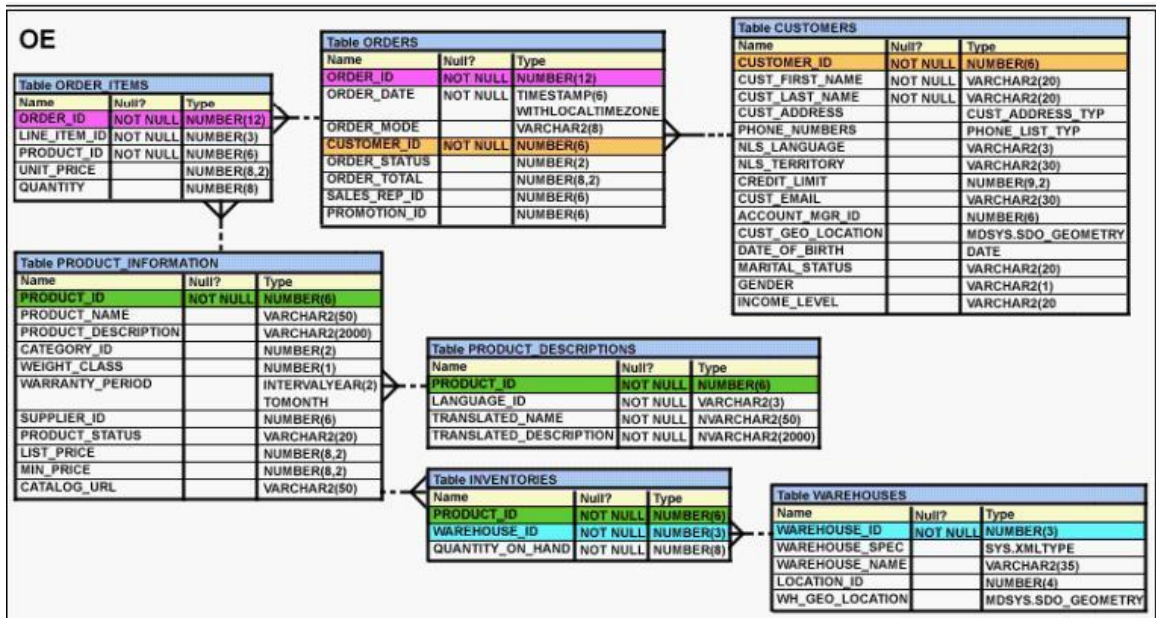 OE
Table ORDER_ITEMS
Name Null? Type
ORDER_ID NOT NULL NUMBER(12)
LINE_ITEM_ID NOT NULL NUMBER(3)
PRODUCT_ID NOT NULL NUMBER(6)
UNIT_PRICE NUMBER(8,2)
QUANTITY NUMBER(8)
Table ORDERS
Name Null? Type
ORDER_ID NOT NULL NUMBER(12)
ORDER_DATE NOT NULL TIMESTAMP(6)
WITHLOCALTIMEZONE
ORDER_MODE VARCHAR2(8)
CUSTOMER_ID NOT NULL NUMBER(6)
ORDER_STATUS NUMBER(2)
ORDER_TOTAL NUMBER(8,2)
SALES_REP_ID NUMBER(6)
PROMOTION_ID NUMBER(6)
Table CUSTOMERS
Name Null? Type
CUSTOMER_ID NOT NULL NUMBER(6)
CUST_FIRST_NAME NOT NULL VARCHAR2(20)
CUST_LAST_NAME NOT NULL VARCHAR2(20)
CUST_ADDRESS CUST_ADDRESS_TYP
PHONE_NUMBERS PHONE_LIST_TYP
NLS_LANGUAGE VARCHAR2(3)
NLS_TERRITORY VARCHAR2(30)
CREDIT_LIMIT NUMBER(9,2)
CUST_EMAIL VARCHAR2(30)
ACCOUNT_MGR_ID NUMBER(6)
CUST_GEO_LOCATION MDSYS.SDO_GEOMETRY
DATE_OF_BIRTH DATE
MARITAL_STATUS VARCHAR2(20)
GENDER VARCHAR2(1)
INCOME_LEVEL VARCHAR2(20
Table PRODUCT_INFORMATION
Name Null? Type
PRODUCT_ID NOT NULL NUMBER(6)
PRODUCT_NAME VARCHAR2(50)
PRODUCT_DESCRIPTION VARCHAR2(2000)
CATEGORY_ID NUMBER(2)
WEIGHT_CLASS NUMBER(1)
WARRANTY_PERIOD INTERVALYEAR(2)
TOMONTH
SUPPLIER_ID NUMBER(6)
PRODUCT_STATUS VARCHAR2(20)
LIST_PRICE NUMBER(8,2)
MIN_PRICE NUMBER(8,2)
CATALOG_URL VARCHAR2(50)
Table PRODUCT_DESCRIPTIONS
Name Null? Type
PRODUCT_ID NOT NULL NUMBER(6)
LANGUAGE_ID NOT NULL VARCHAR2(3)
TRANSLATED_NAME NOT NULL NVARCHAR2(50)
TRANSLATED_DESCRIPTION NOT NULL NVARCHAR2(2000)
Table INVENTORIES
Name Null? Type
PRODUCT_ID NOT NULL NUMBER(6)
WAREHOUSE_ID NOT NULL NUMBER(3)
QUANTITY_ON_HAND NOT NULL NUMBER(8)
Table WAREHOUSES
Name Null? Type
WAREHOUSE_ID NOT NULL NUMBER(3)
WAREHOUSE_SPEC SYS.XMLTYPE
WAREHOUSE_NAME VARCHAR2(35)
LOCATION_ID NUMBER(4)
WH_GEO_LOCATION MDSYS.SDO_GEOMETRY